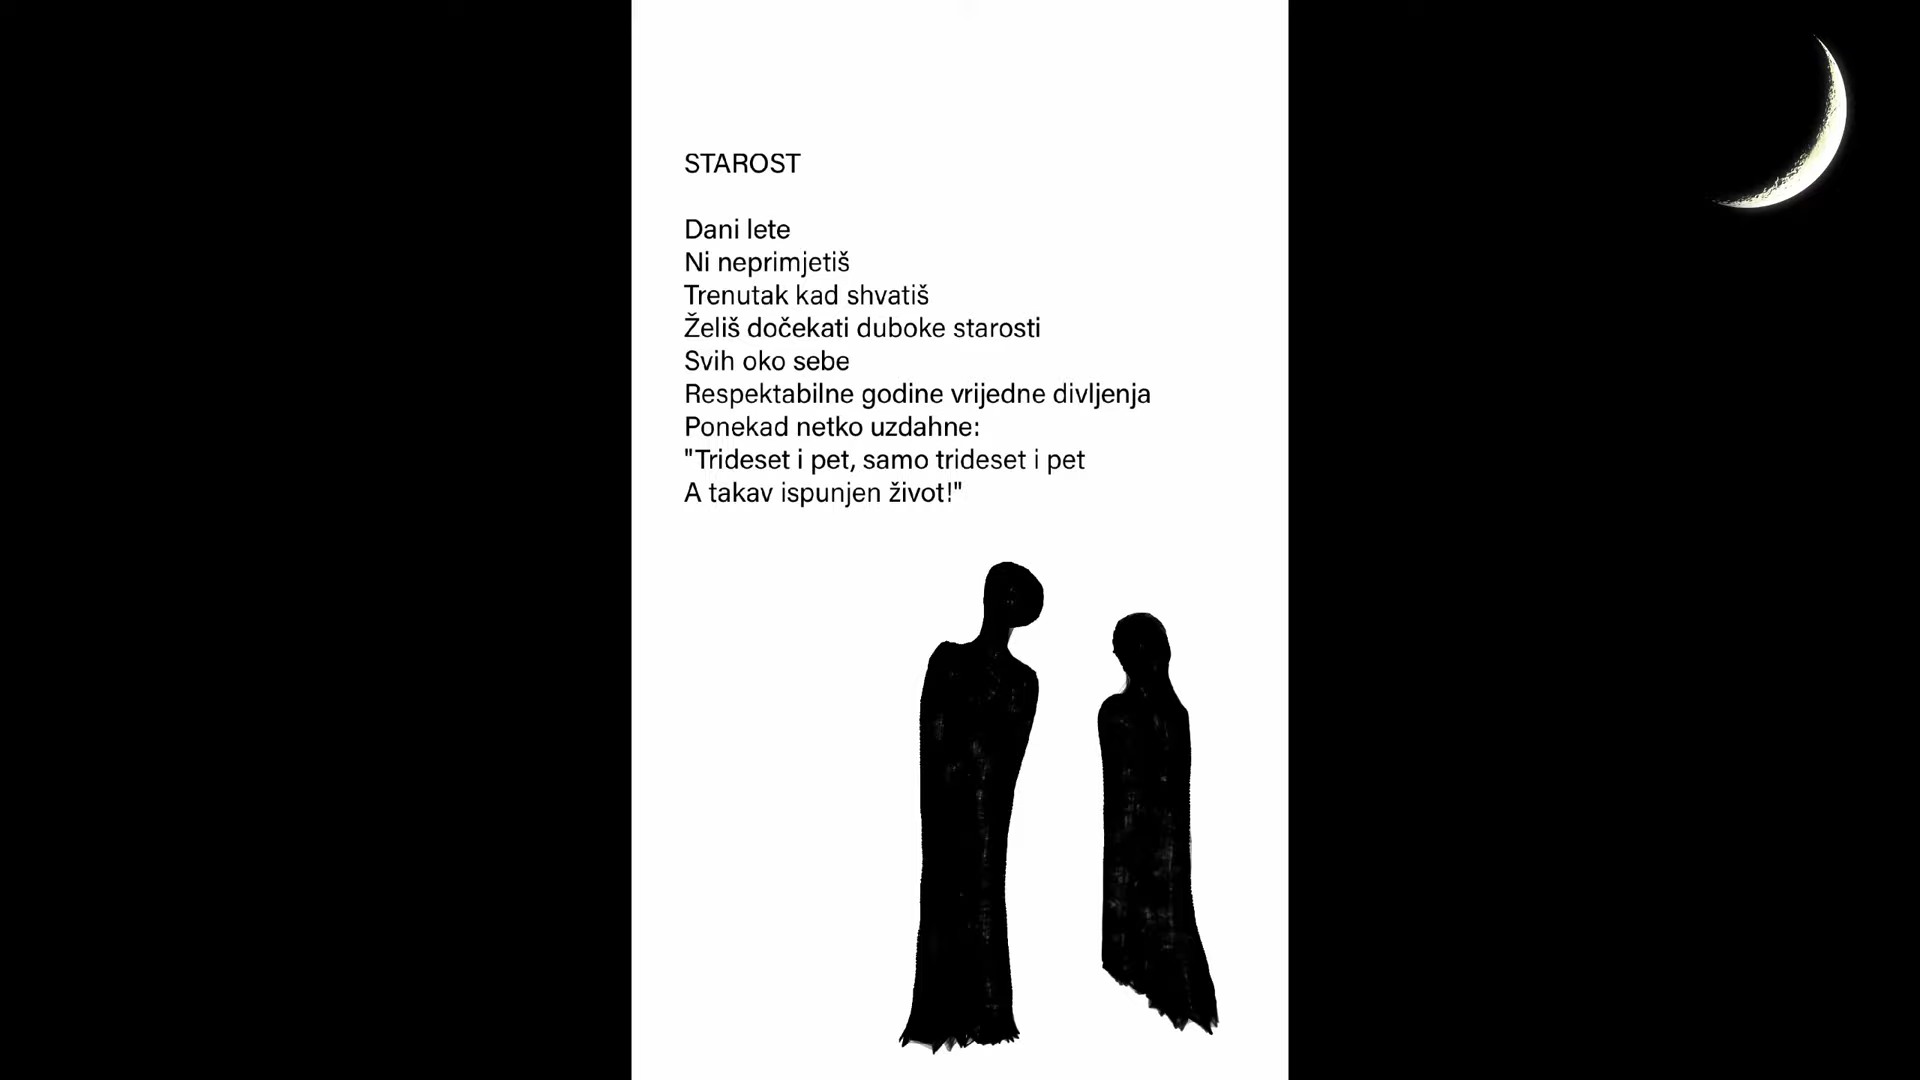 STAROST
Dani lete
Ni neprimjetiš
Trenutak kad shvatiš
Želiš dočekati duboke starosti
Svih oko sebe
Respektabilne godine vrijedne divljenja
Ponekad netko uzdahne:
"Trideset i pet, samo trideset i pet
A takav ispunjen život!"